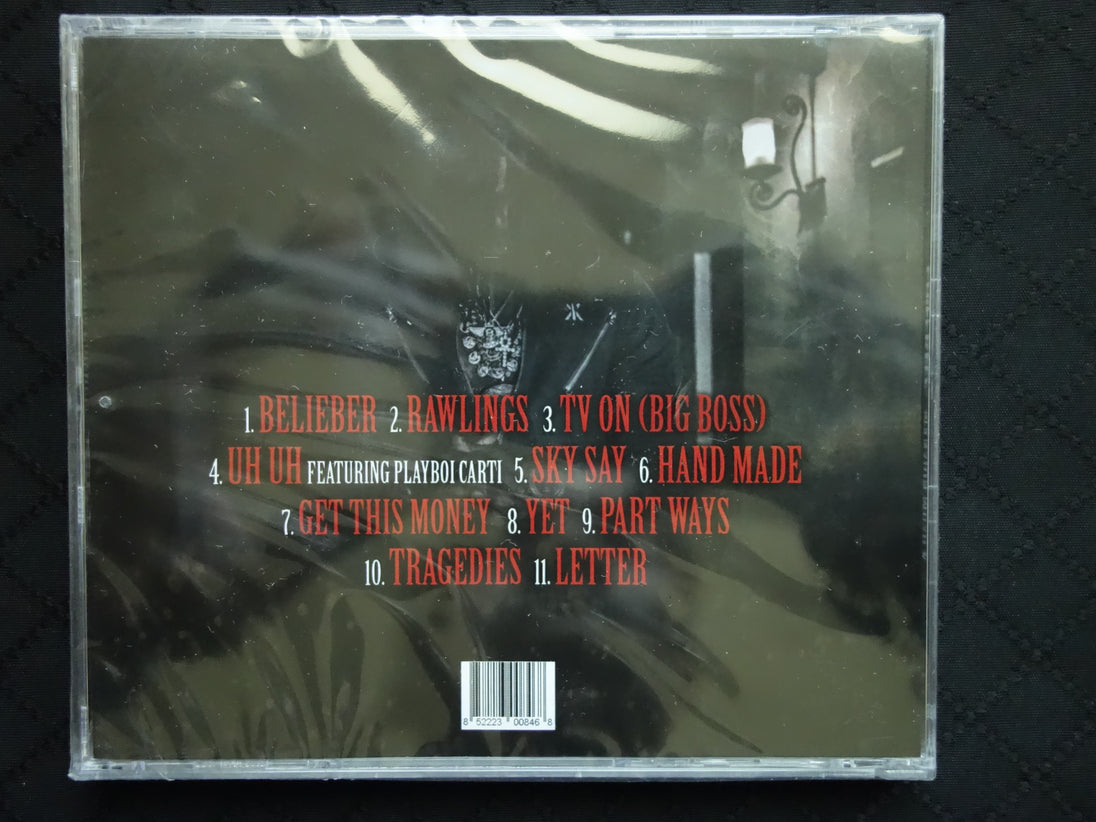 1. BELIEBER 2. RAWLINGS 3. TV ON (BIG BOSS)
4. UH UH FEATURING PLAYBOI CARTI 5. SKY SAY 6. HAND MADE
7. GET THIS MONEY 8. YET 9. PART WAYS
10. TRAGEDIES 11. LETTER
8 52223 00846 8